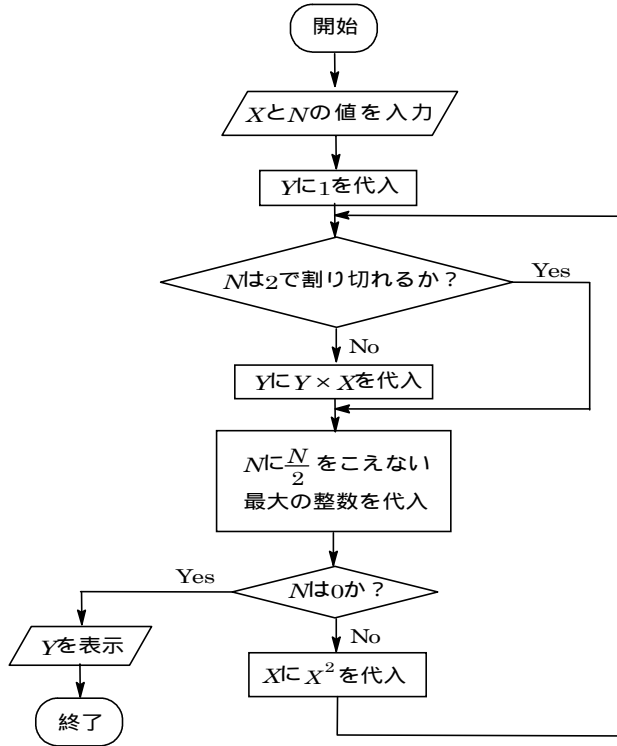 開始
XとNの値を入力
Yに1を代入
Nは2で割り切れるか？
Yes
No
YにY × Xを代入
Nに\frac{N}{2}をこえない
最大の整数を代入
Yes
Nは0か？
No
Yを表示
XにX²を代入
終了